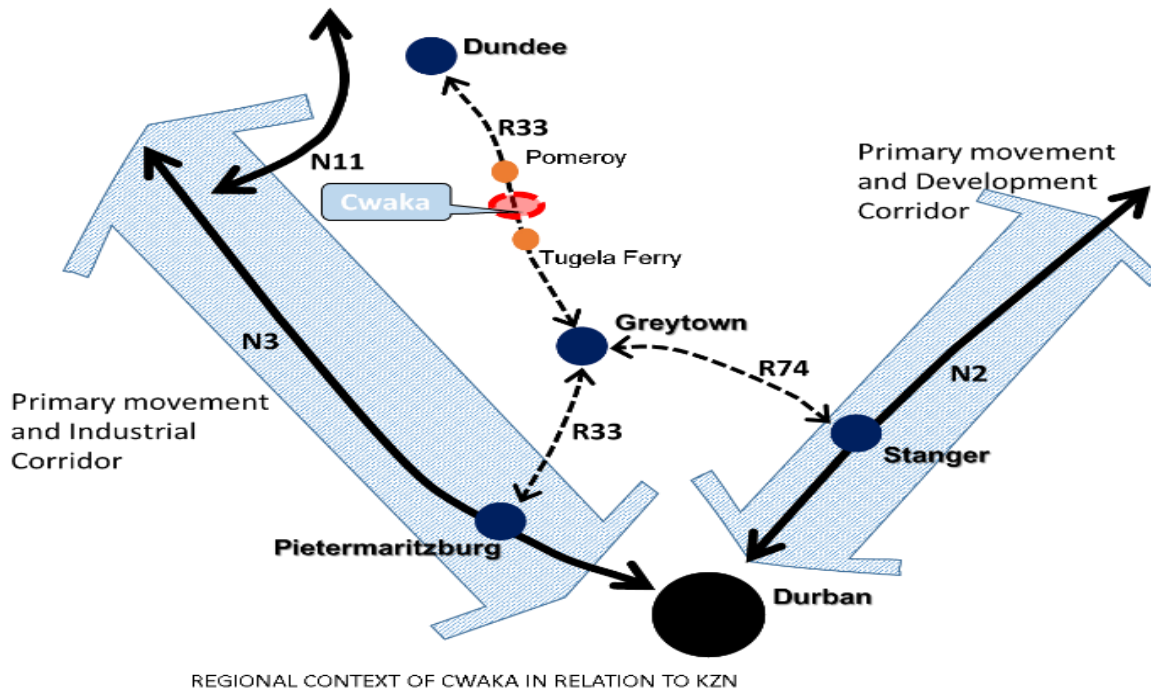 Dundee
R33
N11
Pomeroy
Primary movement
and Development
Corridor
Cwaka
Tugela Ferry
Greytown
N3
R74
N2
Primary movement
and Industrial
Corridor
R33
Stanger
Pietermaritzburg
Durban
REGIONAL CONTEXT OF CWAKA IN RELATION TO KZN